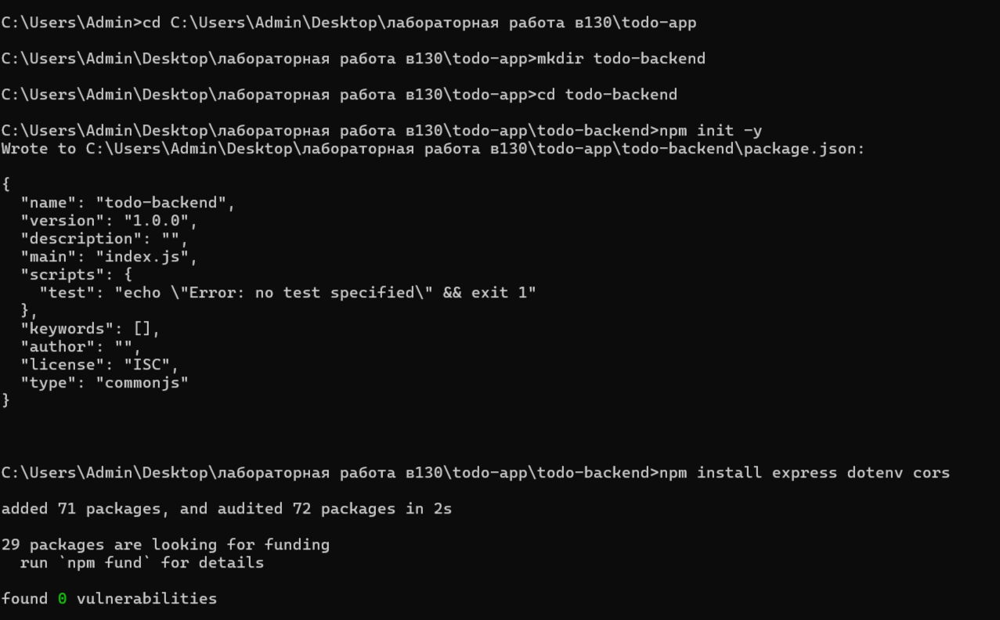 C:\Users\Admin>cd C:\Users\Admin\Desktop\лабораторная работа в130\todo-app
C:\Users\Admin\Desktop\лабораторная работа в130\todo-app>mkdir todo-backend
C:\Users\Admin\Desktop\лабораторная работа в130\todo-app>cd todo-backend
C:\Users\Admin\Desktop\лабораторная работа в130\todo-app\todo-backend>npm init -y
Wrote to C:\Users\Admin\Desktop\лабораторная работа в130\todo-app\todo-backend\package.json:
{
  "name": "todo-backend",
  "version": "1.0.0",
  "description": "",
  "main": "index.js",
  "scripts": {
    "test": "echo \"Error: no test specified\" && exit 1"
  },
  "keywords": [],
  "author": "",
  "license": "ISC",
  "type": "commonjs"
}
C:\Users\Admin\Desktop\лабораторная работа в130\todo-app\todo-backend>npm install express dotenv cors
added 71 packages, and audited 72 packages in 2s
29 packages are looking for funding
  run `npm fund` for details
found 0 vulnerabilities